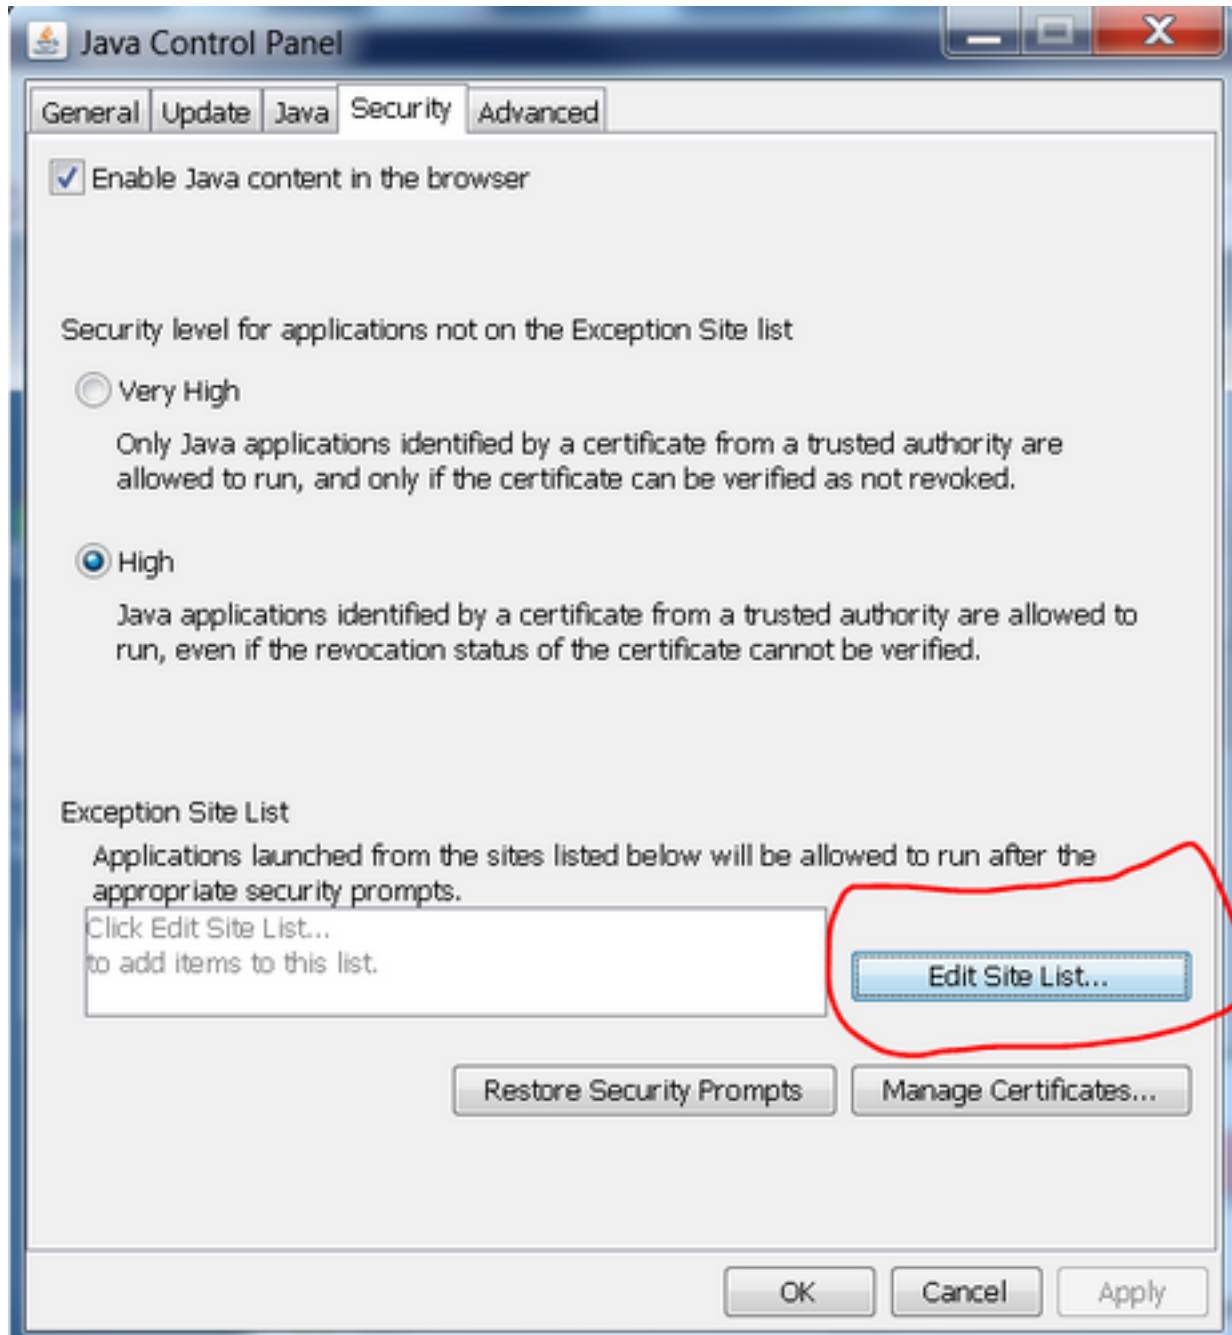 Java Control Panel
General Update Java Security Advanced
Enable Java content in the browser
Security level for applications not on the Exception Site list
Very High
Only Java applications identified by a certificate from a trusted authority are
allowed to run, and only if the certificate can be verified as not revoked.
High
Java applications identified by a certificate from a trusted authority are allowed to
run, even if the revocation status of the certificate cannot be verified.
Exception Site List
Applications launched from the sites listed below will be allowed to run after the
appropriate security prompts.
Click Edit Site List...
to add items to this list.
Edit Site List...
Restore Security Prompts Manage Certificates...
OK Cancel Apply